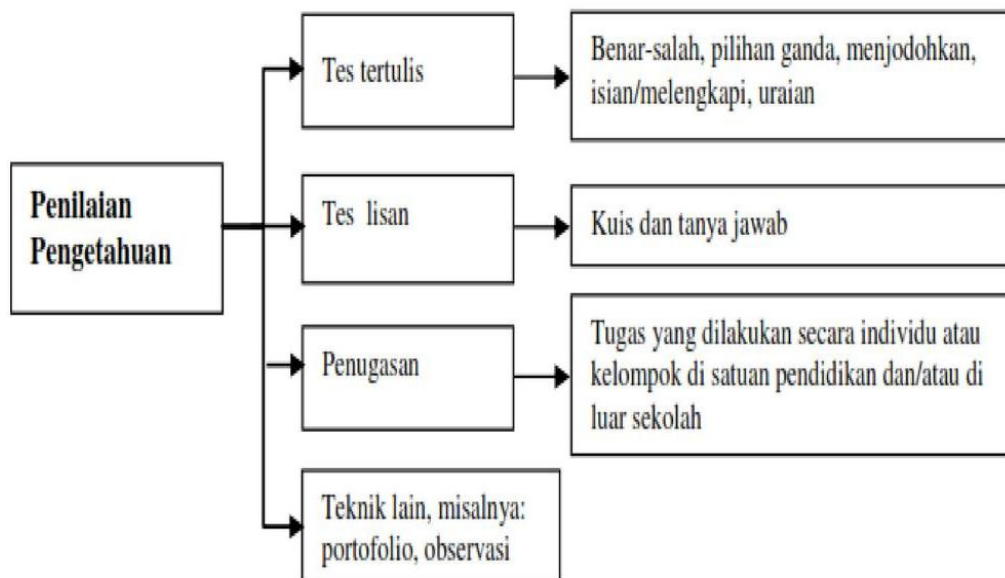 Penilaian
Pengetahuan
Tes tertulis
Benar-salah, pilihan ganda, menjodohkan,
isian/melengkapi, uraian
Tes lisan
Kuis dan tanya jawab
Penugasan
Tugas yang dilakukan secara individu atau
kelompok di satuan pendidikan dan/atau di
luar sekolah
Teknik lain, misalnya:
portofolio, observasi